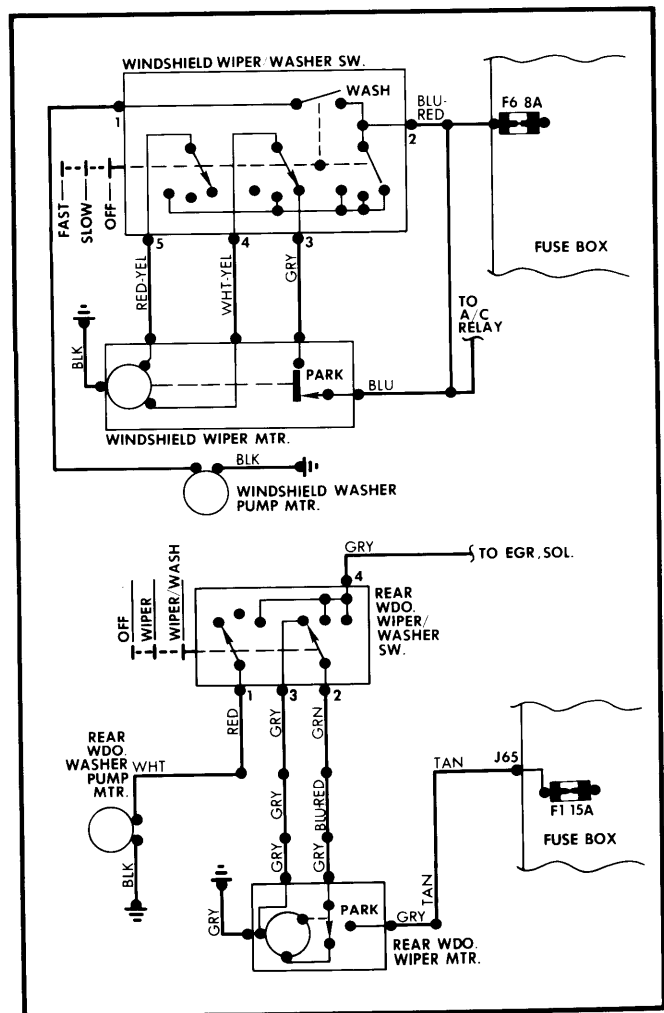 WINDSHIELD WIPER/WASHER SW.
WASH
1
BLU-
RED
2
F6 8A
FAST
SLOW
OFF
5
4
3
FUSE BOX
RED-YEL
WHT-YEL
GRY
TO
A/C
RELAY
BLK
PARK
BLU
WINDSHIELD WIPER MTR.
BLK
WINDSHIELD WASHER
PUMP MTR.
GRY
TO EGR, SOL.
4
OFF
WIPER
WIPER/WASH
REAR
WDO.
WIPER/
WASHER
SW.
1
3
2
RED
GRY
GRN
REAR
WDO.
WASHER
PUMP
MTR.
WHT
TAN
J65
F1 15A
FUSE BOX
GRY
BLU-RED
BLK
GRY
GRY
TAN
GRY
PARK
GRY
REAR WDO.
WIPER MTR.